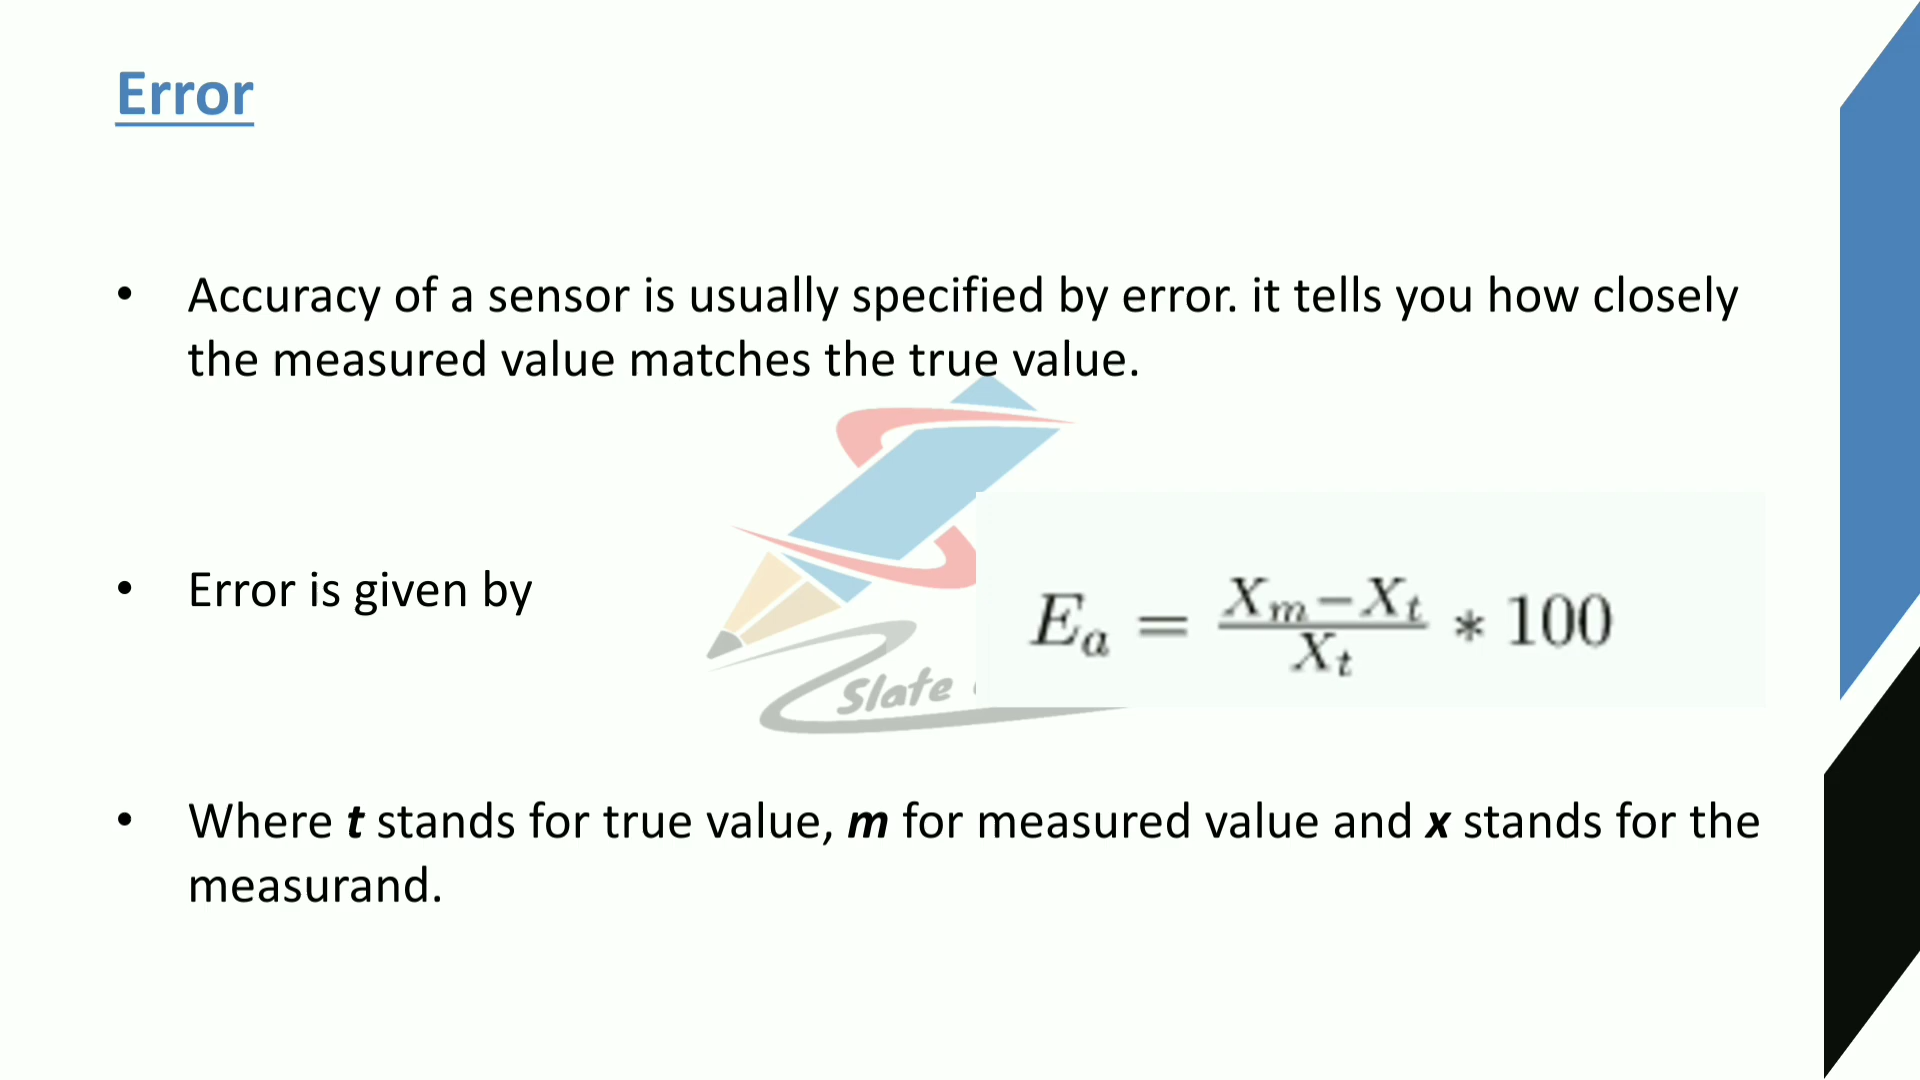 Error
• Accuracy of a sensor is usually specified by error. it tells you how closely
the measured value matches the true value.
• Error is given by
E_a = \frac{X_m - X_t}{X_t} * 100
Slate
• Where t stands for true value, m for measured value and x stands for the
measurand.